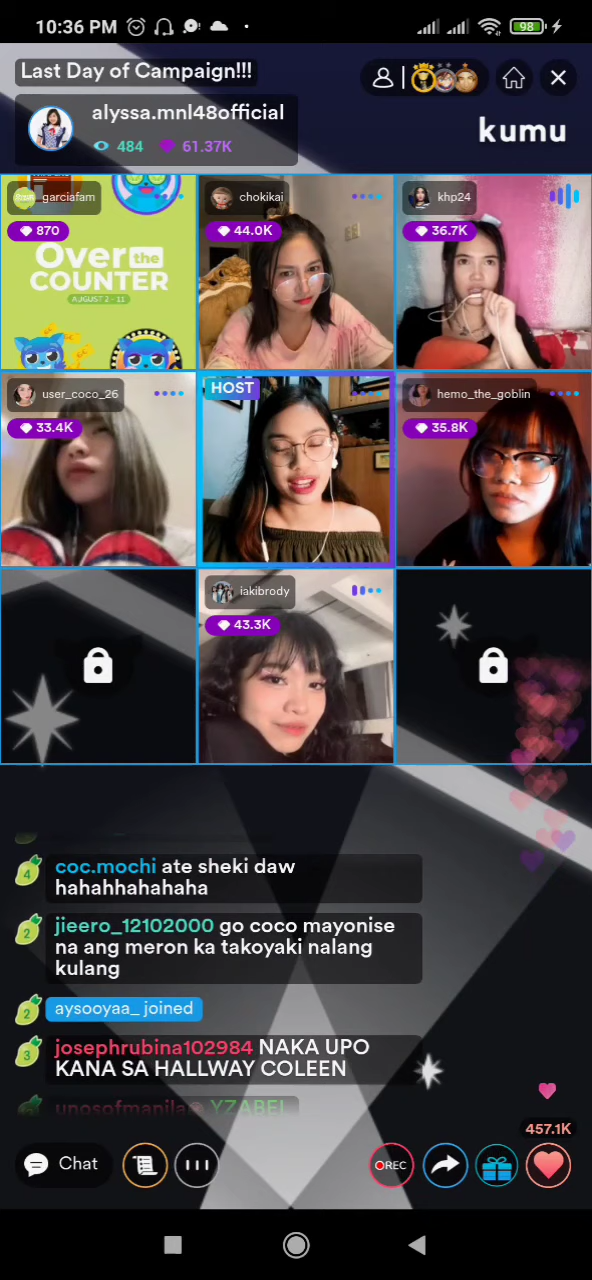 10:36 PM
98
Last Day of Campaign!!!
alyssa.mnl48official
484 61.37K
kumu
garciafam
870
Over the
COUNTER
AUGUST 2 - 11
chokikai
44.0K
khp24
36.7K
user_coco_26
33.4K
HOST
hemo_the_goblin
35.8K
iakibrody
43.3K
4
coc.mochi ate sheki daw
hahahhahahaha
2
jieero_12102000 go coco mayonise
na ang meron ka takoyaki nalang
kulang
2
aysooyaa_ joined
3
josephrubina102984 NAKA UPO
KANA SA HALLWAY COLEEN
YZABEL
457.1K
Chat
REC